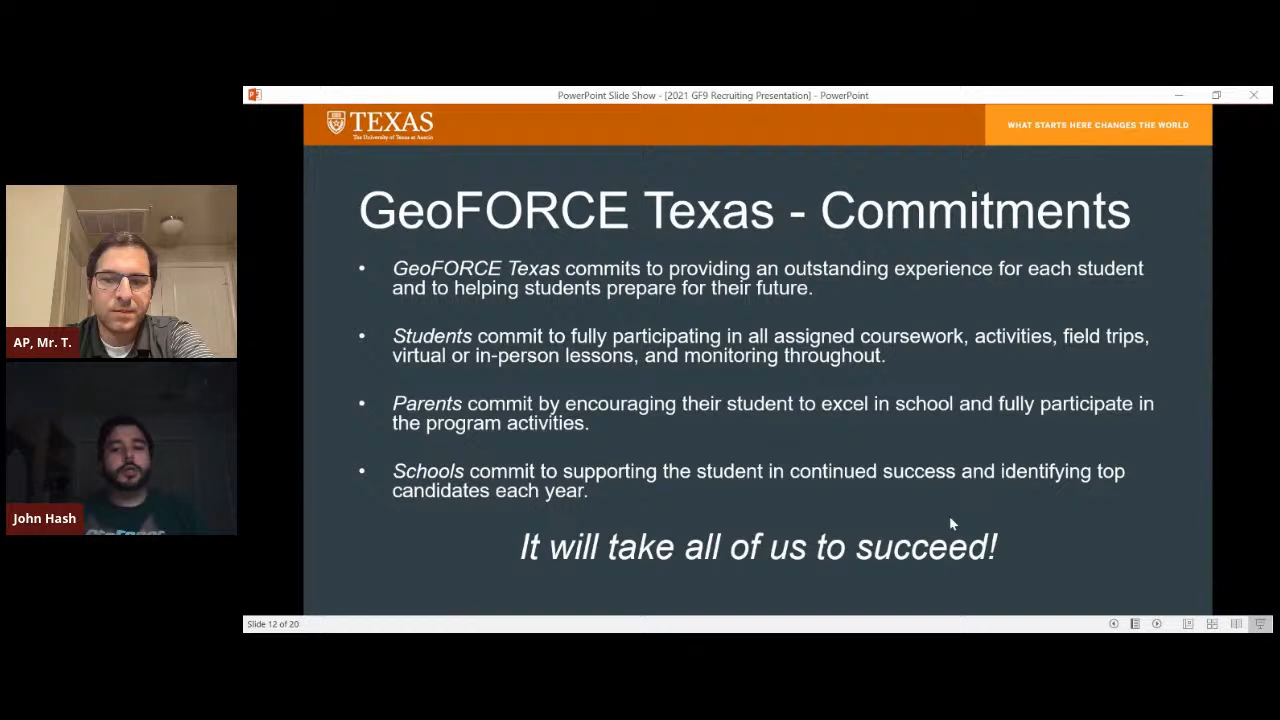 PowerPoint Slide Show - [2021 GF9 Recruiting Presentation] - PowerPoint
TEXAS
The University of Texas at Austin
WHAT STARTS HERE CHANGES THE WORLD
GeoFORCE Texas - Commitments
• GeoFORCE Texas commits to providing an outstanding experience for each student
and to helping students prepare for their future.
• Students commit to fully participating in all assigned coursework, activities, field trips,
virtual or in-person lessons, and monitoring throughout.
• Parents commit by encouraging their student to excel in school and fully participate in
the program activities.
• Schools commit to supporting the student in continued success and identifying top
candidates each year.
It will take all of us to succeed!
Slide 12 of 20
AP, Mr. T.
John Hash